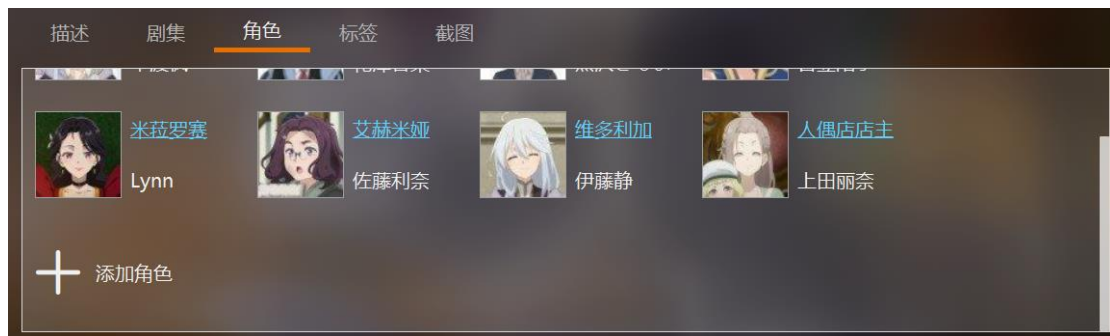 描述 剧集 角色 标签 截图
米菈罗赛 艾赫米娅 维多利加 人偶店店主
Lynn 佐藤利奈 伊藤静 上田丽奈
添加角色